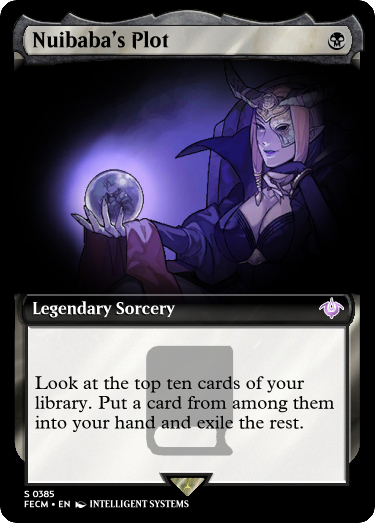 Nuibaba's Plot
Legendary Sorcery
Look at the top ten cards of your
library. Put a card from among them
into your hand and exile the rest.
S 0385
FECM • EN INTELLIGENT SYSTEMS